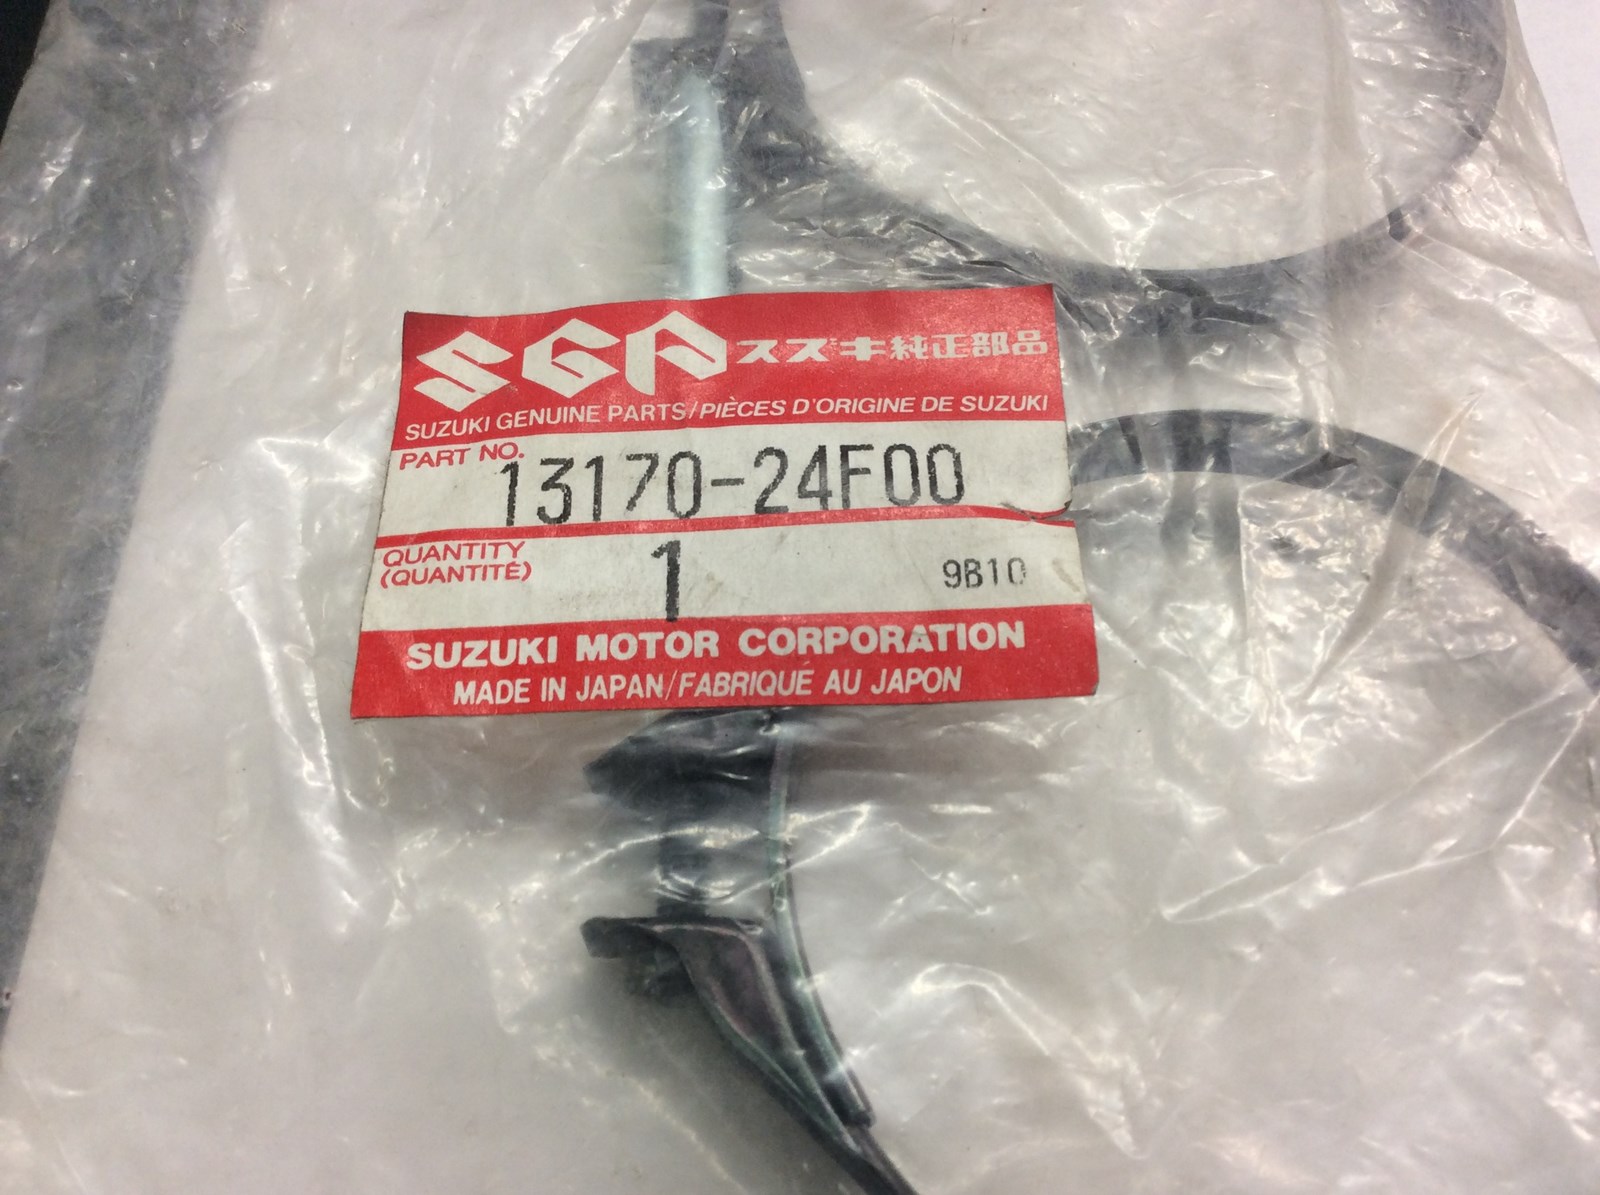 SGP スズキ純正部品
SUZUKI GENUINE PARTS/PIÈCES D'ORIGINE DE SUZUKI
PART NO. 13170-24F00
QUANTITY
(QUANTITÉ) 1 9B10
SUZUKI MOTOR CORPORATION
MADE IN JAPAN/FABRIQUÉ AU JAPON